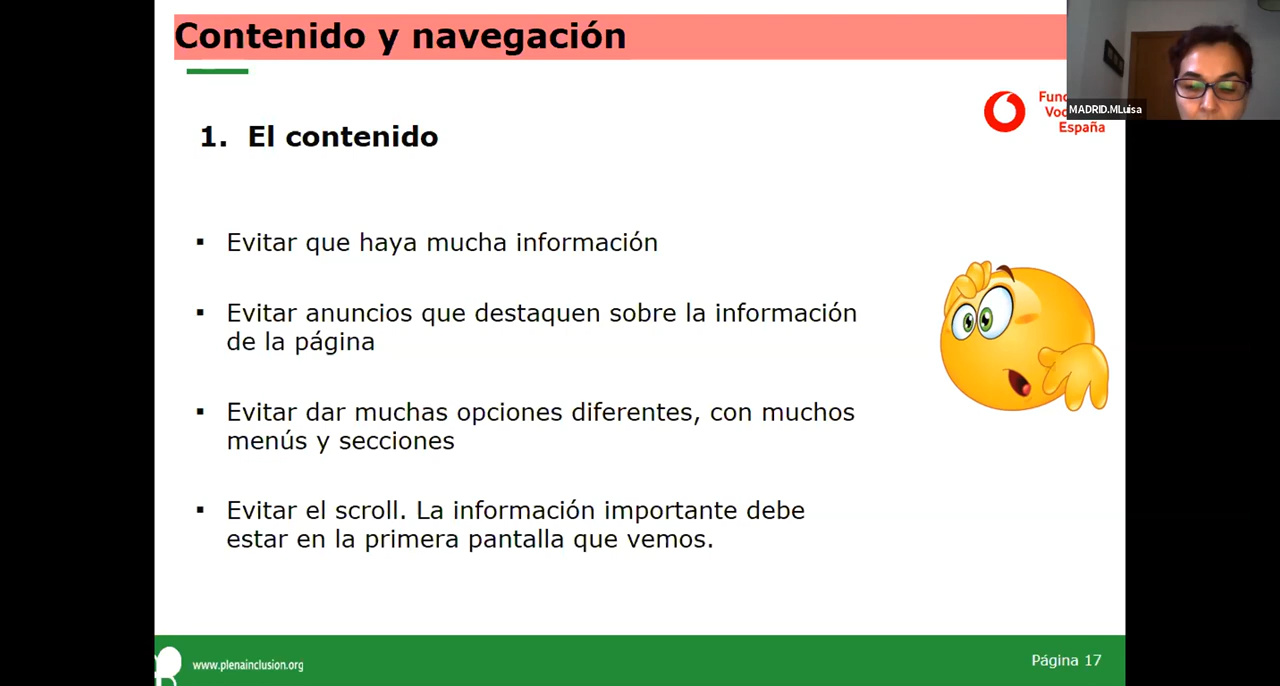 Contenido y navegación
MADRID.MLuisa
España
1. El contenido
▪ Evitar que haya mucha información
▪ Evitar anuncios que destaquen sobre la información
de la página
▪ Evitar dar muchas opciones diferentes, con muchos
menús y secciones
▪ Evitar el scroll. La información importante debe
estar en la primera pantalla que vemos.
www.plenainclusion.org
Página 17